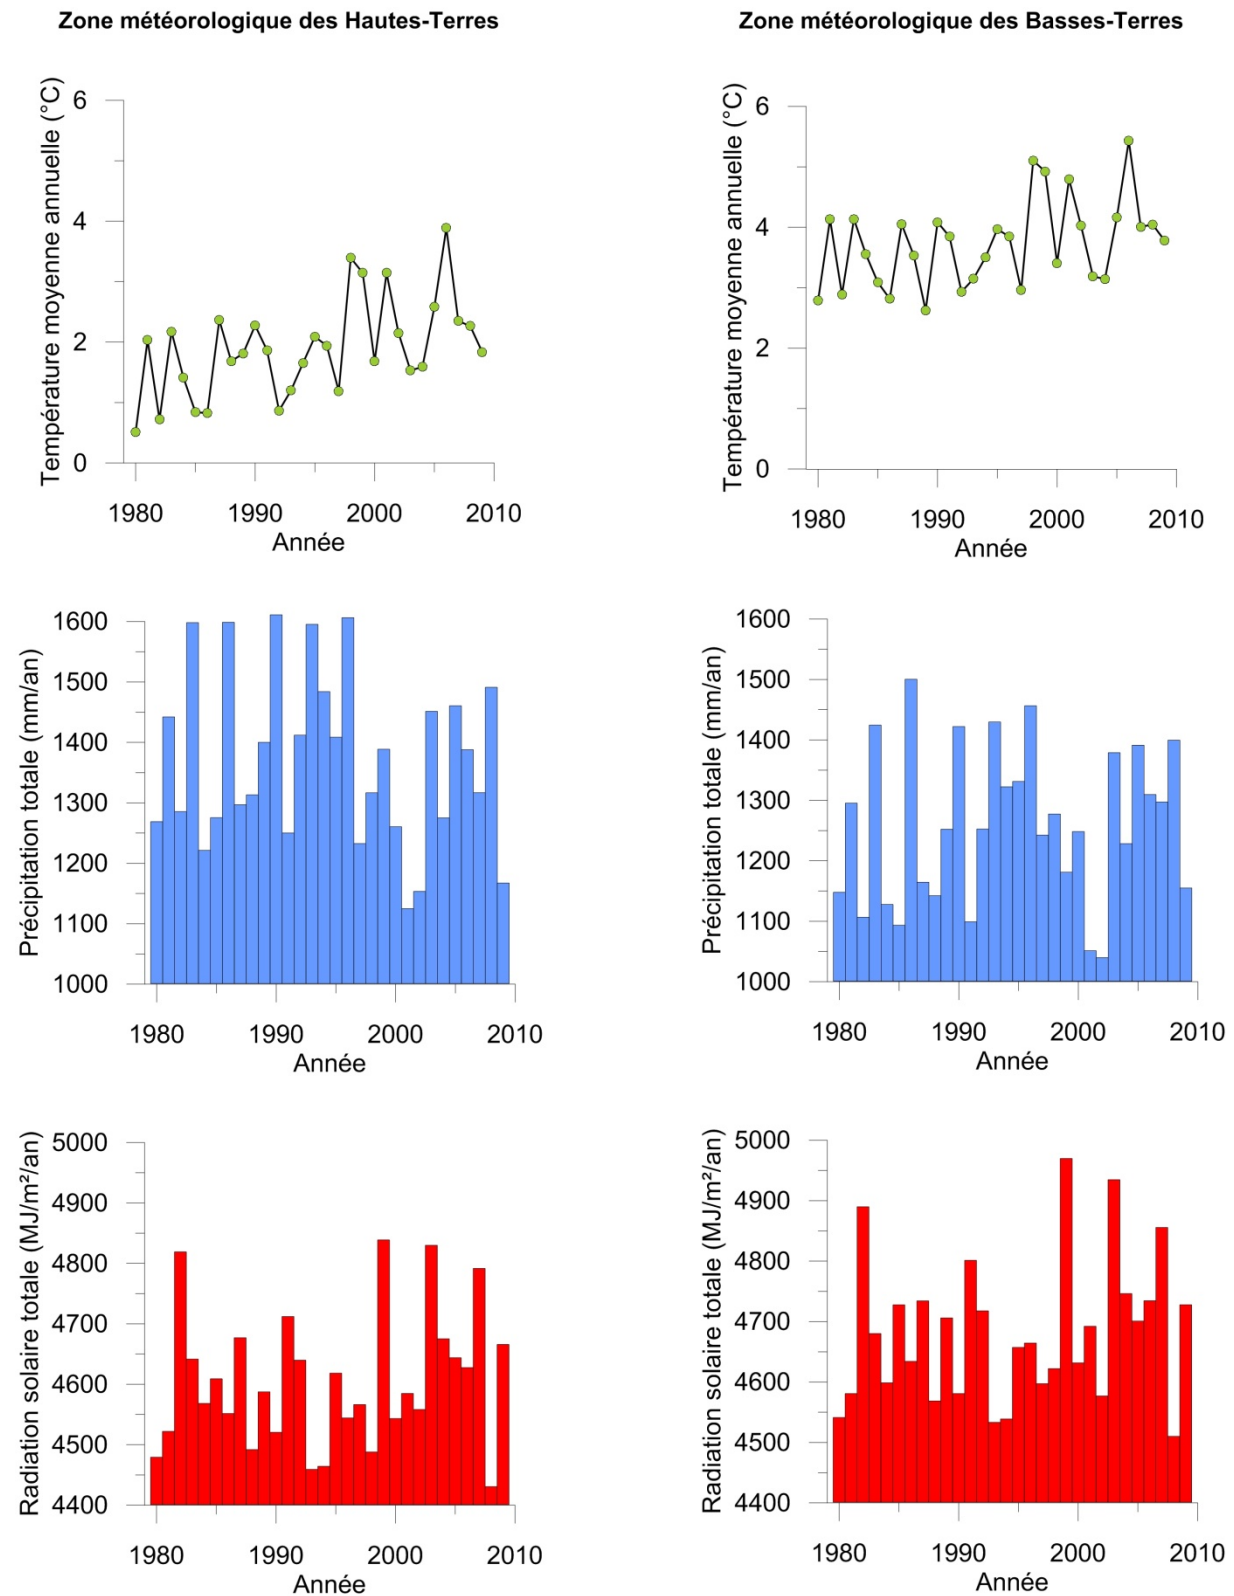 Zone météorologique des Hautes-Terres
Zone météorologique des Basses-Terres
Température moyenne annuelle (°C)
6
4
2
0
1980 1990 2000 2010
Année
Température moyenne annuelle (°C)
6
4
2
0
1980 1990 2000 2010
Année
Précipitation totale (mm/an)
1600
1500
1400
1300
1200
1100
1000
1980 1990 2000 2010
Année
Précipitation totale (mm/an)
1600
1500
1400
1300
1200
1100
1000
1980 1990 2000 2010
Année
Radiation solaire totale (MJ/m²/an)
5000
4900
4800
4700
4600
4500
4400
1980 1990 2000 2010
Année
Radiation solaire totale (MJ/m²/an)
5000
4900
4800
4700
4600
4500
4400
1980 1990 2000 2010
Année